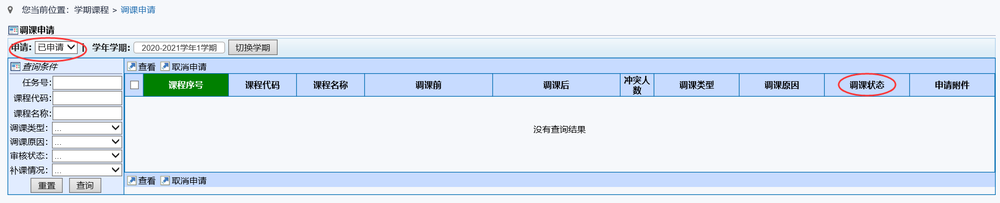 您当前位置：学期课程 > 调课申请
调课申请
申请: 已申请 | 学年学期: 2020-2021学年1学期 切换学期
查询条件
任务号:
课程代码:
课程名称:
调课类型: ...
调课原因: ...
审核状态: ...
补课情况: ...
重置 查询
查看 取消申请
课程序号 课程代码 课程名称 调课前 调课后 冲突人数 调课类型 调课原因 调课状态 申请附件
没有查询结果
查看 取消申请